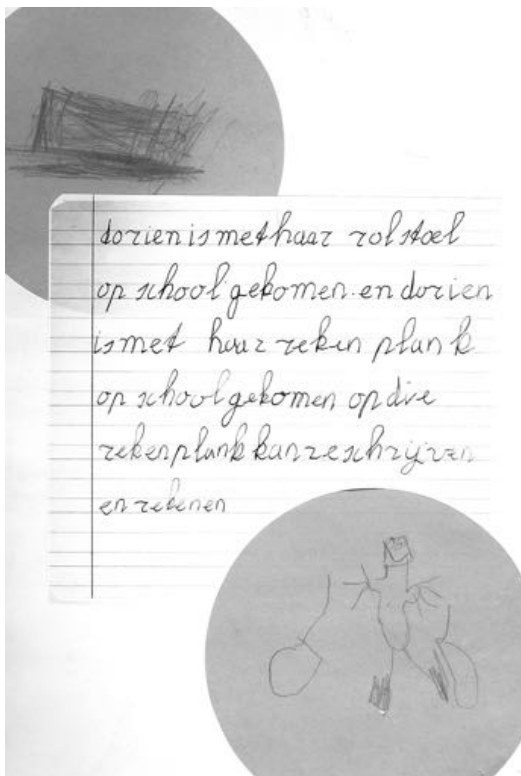 dorien is met haar rolstoel
op school gekomen. en dorien
is met haar reken plank
op school gekomen op die
rekenplank kan ze schrijven
en rekenen